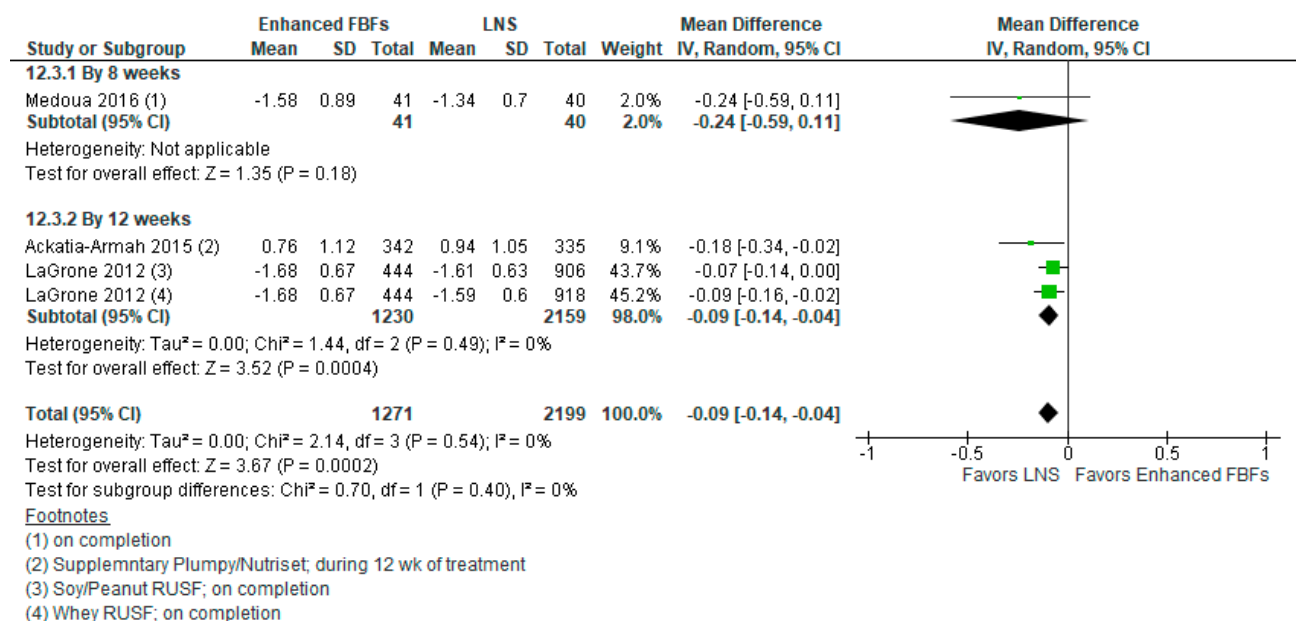 Enhanced FBFs LNS Mean Difference Mean Difference
Study or Subgroup Mean SD Total Mean SD Total Weight IV, Random, 95% CI IV, Random, 95% CI
12.3.1 By 8 weeks
Medoua 2016 (1) -1.58 0.89 41 -1.34 0.7 40 2.0% -0.24 [-0.59, 0.11]
Subtotal (95% CI) 41 40 2.0% -0.24 [-0.59, 0.11]
Heterogeneity: Not applicable
Test for overall effect: Z = 1.35 (P = 0.18)
12.3.2 By 12 weeks
Ackatia-Armah 2015 (2) 0.76 1.12 342 0.94 1.05 335 9.1% -0.18 [-0.34, -0.02]
LaGrone 2012 (3) -1.68 0.67 444 -1.61 0.63 906 43.7% -0.07 [-0.14, 0.00]
LaGrone 2012 (4) -1.68 0.67 444 -1.59 0.6 918 45.2% -0.09 [-0.16, -0.02]
Subtotal (95% CI) 1230 2159 98.0% -0.09 [-0.14, -0.04]
Heterogeneity: Tau² = 0.00; Chi² = 1.44, df = 2 (P = 0.49); I² = 0%
Test for overall effect: Z = 3.52 (P = 0.0004)
Total (95% CI) 1271 2199 100.0% -0.09 [-0.14, -0.04]
Heterogeneity: Tau² = 0.00; Chi² = 2.14, df = 3 (P = 0.54); I² = 0%
Test for overall effect: Z = 3.67 (P = 0.0002)
Test for subgroup differences: Chi² = 0.70, df = 1 (P = 0.40), I² = 0%
-1 -0.5 0 0.5 1
Favors LNS Favors Enhanced FBFs
Footnotes
(1) on completion
(2) Supplemntary Plumpy/Nutriset; during 12 wk of treatment
(3) Soy/Peanut RUSF; on completion
(4) Whey RUSF; on completion